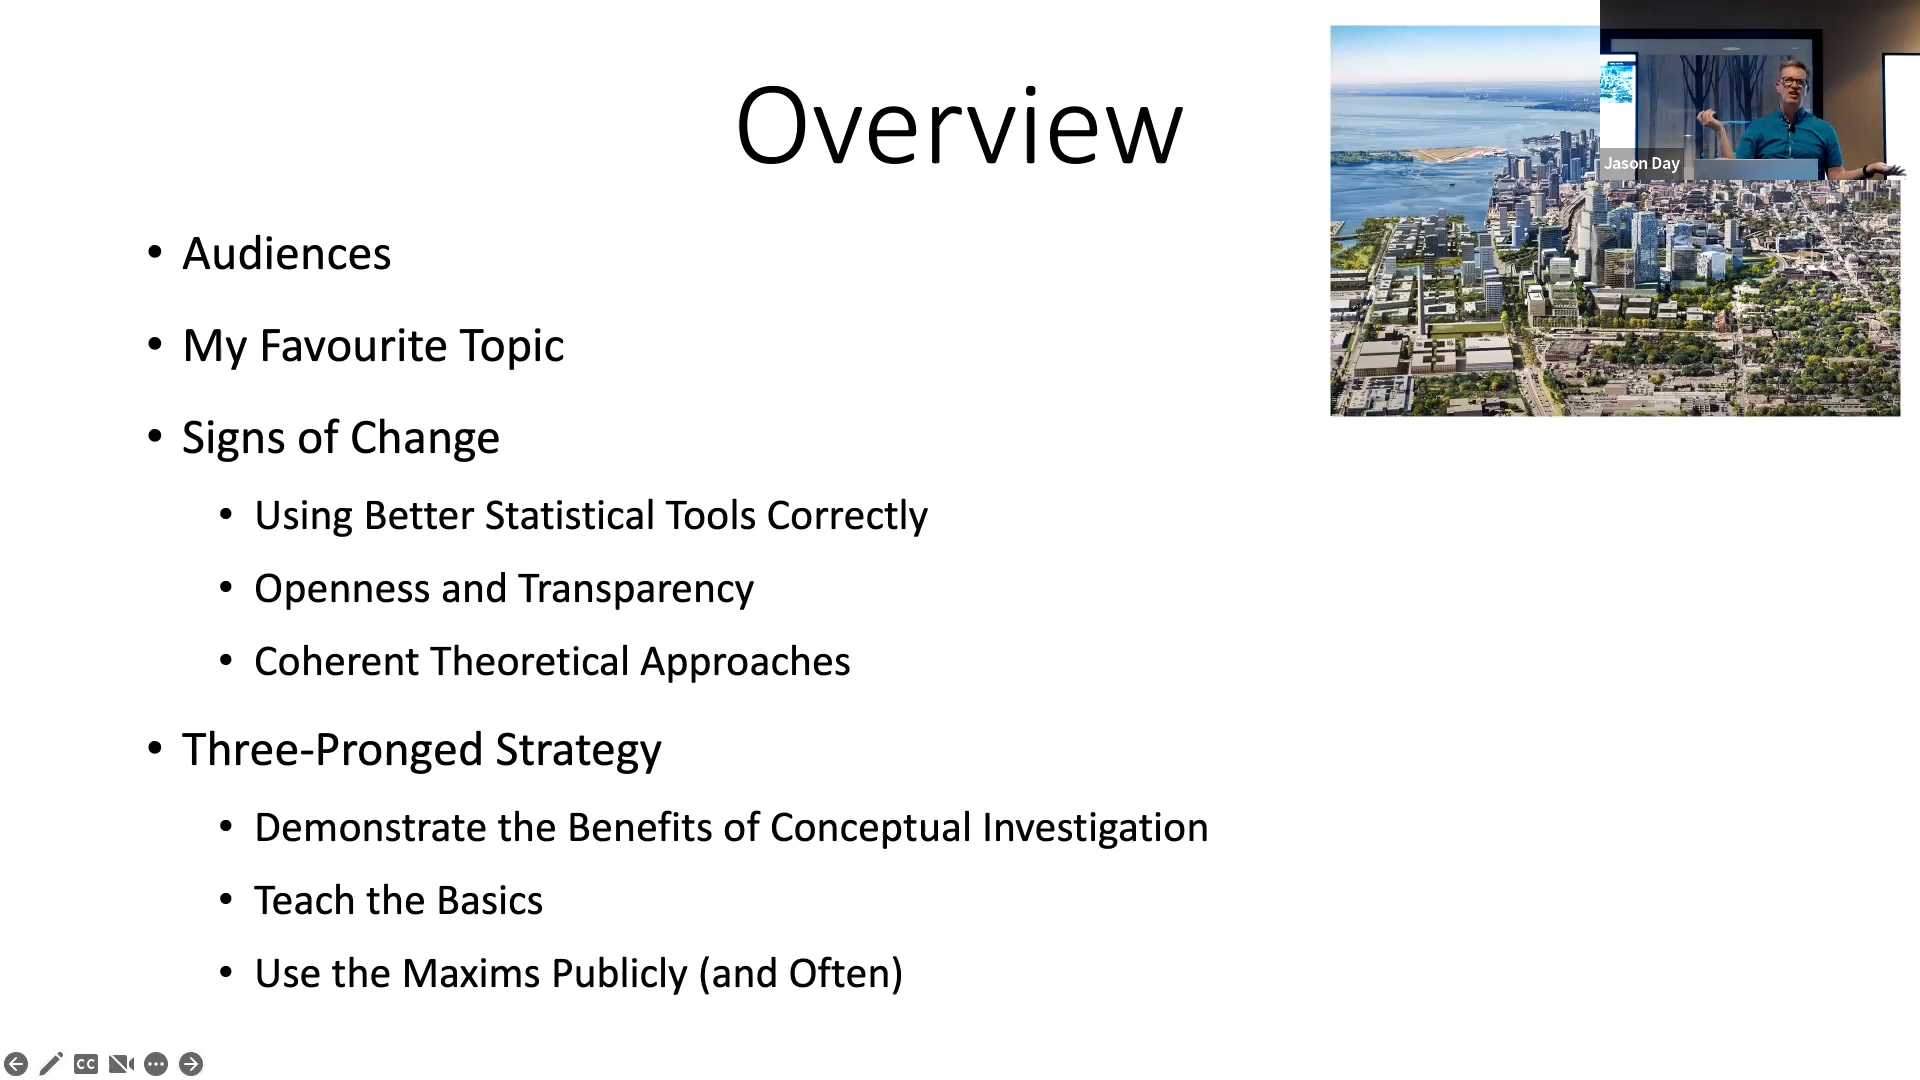 Overview
Jason Day
• Audiences
• My Favourite Topic
• Signs of Change
• Using Better Statistical Tools Correctly
• Openness and Transparency
• Coherent Theoretical Approaches
• Three-Pronged Strategy
• Demonstrate the Benefits of Conceptual Investigation
• Teach the Basics
• Use the Maxims Publicly (and Often)
CC